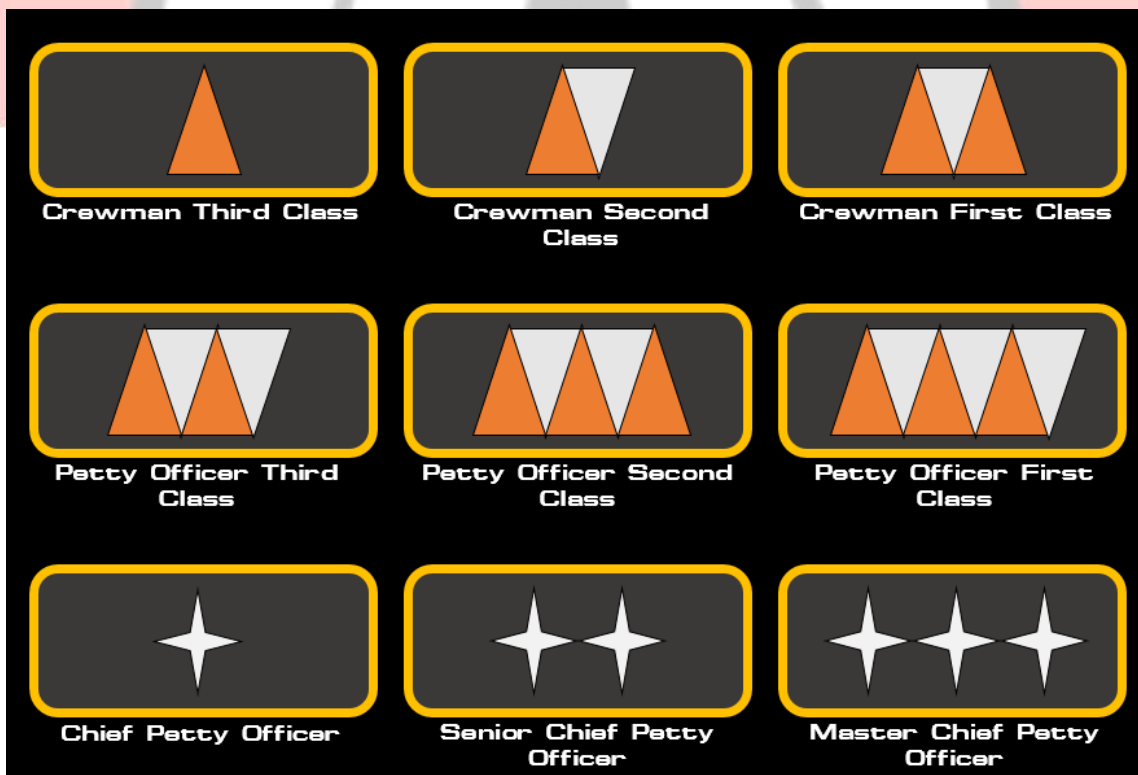 Crewman Third Class
Crewman Second
Class
Crewman First Class
Petty Officer Third
Class
Petty Officer Second
Class
Petty Officer First
Class
Chief Petty Officer
Senior Chief Petty
Officer
Master Chief Petty
Officer